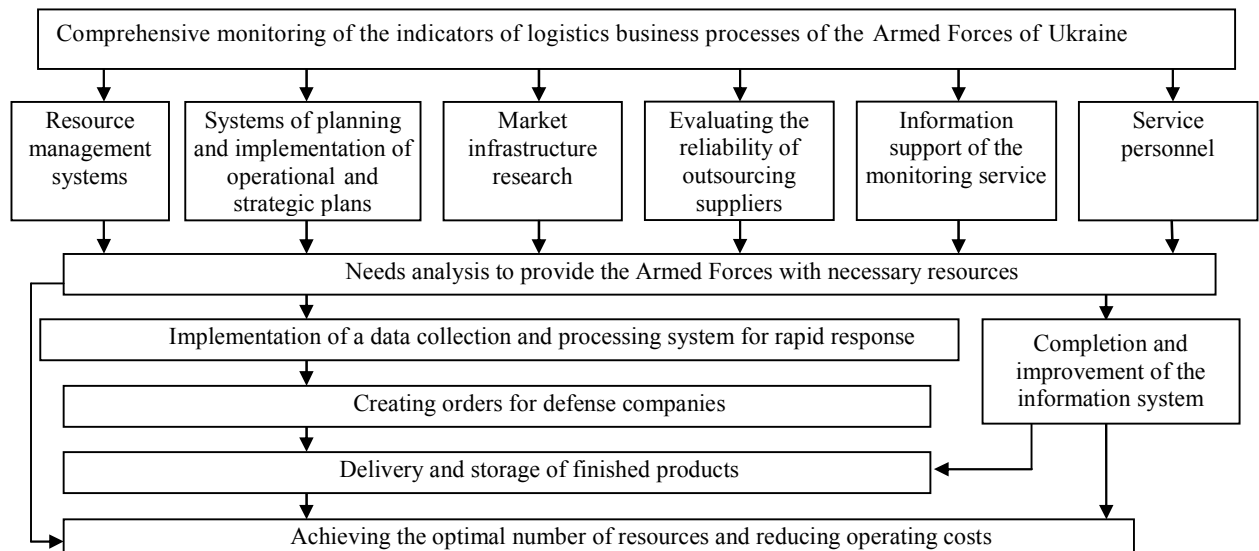 Comprehensive monitoring of the indicators of logistics business processes of the Armed Forces of Ukraine
Resource
management
systems
Systems of planning
and implementation of
operational and
strategic plans
Market
infrastructure
research
Evaluating the
reliability of
outsourcing
suppliers
Information
support of the
monitoring service
Service
personnel
Needs analysis to provide the Armed Forces with necessary resources
Implementation of a data collection and processing system for rapid response
Completion and
improvement of the
information system
Creating orders for defense companies
Delivery and storage of finished products
Achieving the optimal number of resources and reducing operating costs